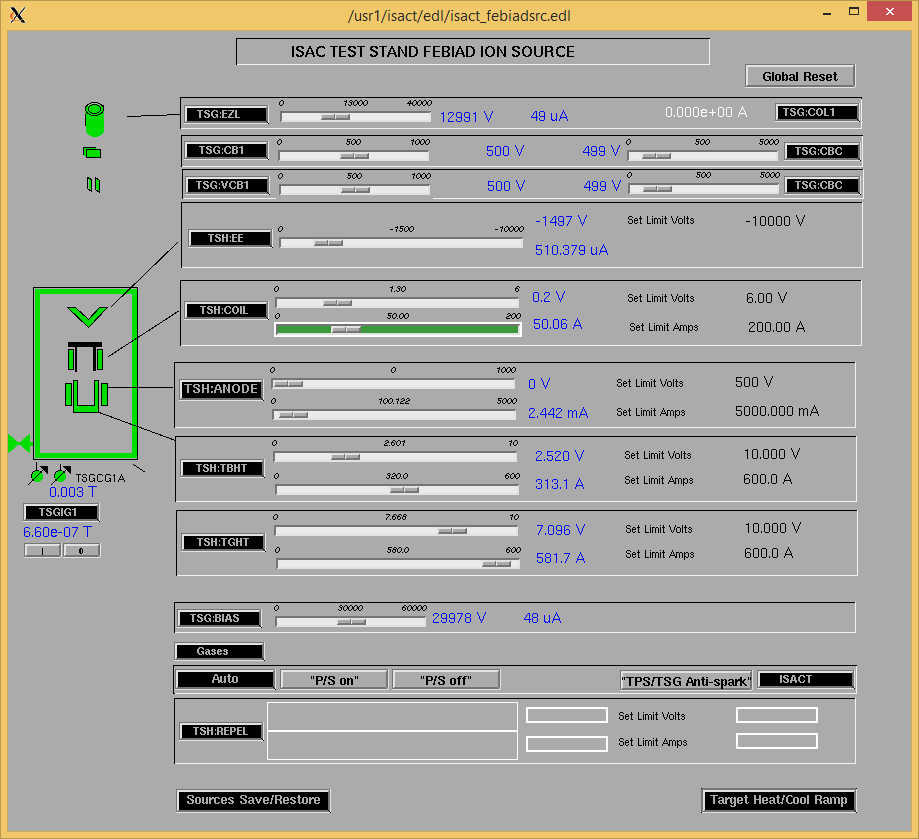 /usr1/isact/edl/isact_febiadsrc.edl
ISAC TEST STAND FEBIAD ION SOURCE
Global Reset
0 13000 40000
TSG:EZL 12991 V 49 uA 0.000e+00 A TSG:COL1
0 500 1000 0 500 5000
TSG:CB1 500 V 499 V TSG:CBC
0 500 1000 0 500 5000
TSG:VCB1 500 V 499 V TSG:CBC
-1497 V Set Limit Volts -10000 V
0 -1500 -10000
TSH:EE
510.379 uA
0 1.30 6
0.2 V Set Limit Volts 6.00 V
TSH:COIL
0 50.00 200
50.06 A Set Limit Amps 200.00 A
0 0 1000
0 V Set Limit Volts 500 V
TSH:ANODE
0 100.122 5000
2.442 mA Set Limit Amps 5000.000 mA
0 2.601 10
2.520 V Set Limit Volts 10.000 V
TSH:TBHT
0 320.0 600
313.1 A Set Limit Amps 600.0 A
TSGCG1A
0.003 T
TSGIG1
6.60e-07 T
I 0
0 7.668 10
7.096 V Set Limit Volts 10.000 V
TSH:TGHT
0 580.0 600
581.7 A Set Limit Amps 600.0 A
0 30000 60000
TSG:BIAS 29978 V 48 uA
Gases
Auto "P/S on" "P/S off" "TPS/TSG Anti-spark" ISACT
Set Limit Volts
TSH:REPEL
Set Limit Amps
Sources Save/Restore Target Heat/Cool Ramp